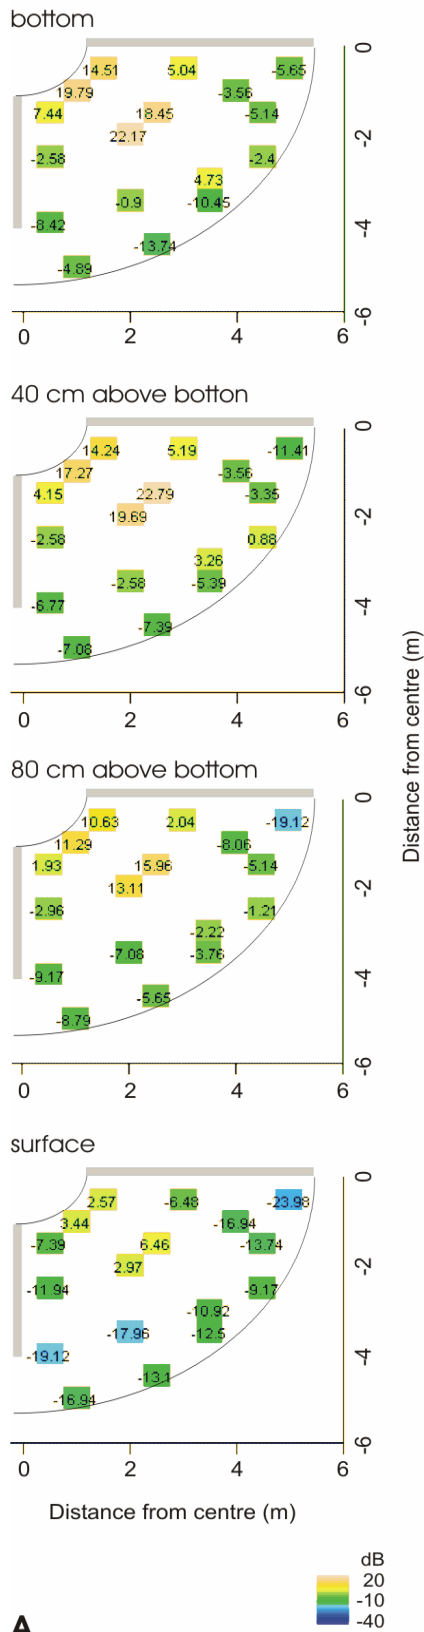 bottom
0
14.51 5.04 -5.65
19.79 -3.56
7.44 18.45 -5.14
22.17 -2
-2.58 -2.4
4.73
-0.9 -10.45
-8.42 -4
-13.74
-4.89
-6
0 2 4 6
40 cm above botton
0
14.24 5.19 -11.41
17.27 -3.56
4.15 22.79 -3.35
19.69 -2
-2.58 0.88
3.26
-2.58 -5.39
-6.77 -4
-7.39
-7.08
-6
0 2 4 6
Distance from centre (m)
80 cm above bottom
0
10.63 2.04 -19.12
11.29 -8.06
1.93 15.96 -5.14
13.11 -2
-2.96 -1.21
-2.22
-7.08 -3.76
-9.17 -4
-5.65
-8.79
-6
0 2 4 6
surface
0
2.57 -6.48 -23.98
3.44 -16.94
-7.39 6.46 -13.74
2.97 -2
-11.94 -9.17
-10.92
-17.96 -12.5
-19.12 -4
-13.1
-16.94
-6
0 2 4 6
Distance from centre (m)
dB
20
-10
-40
A